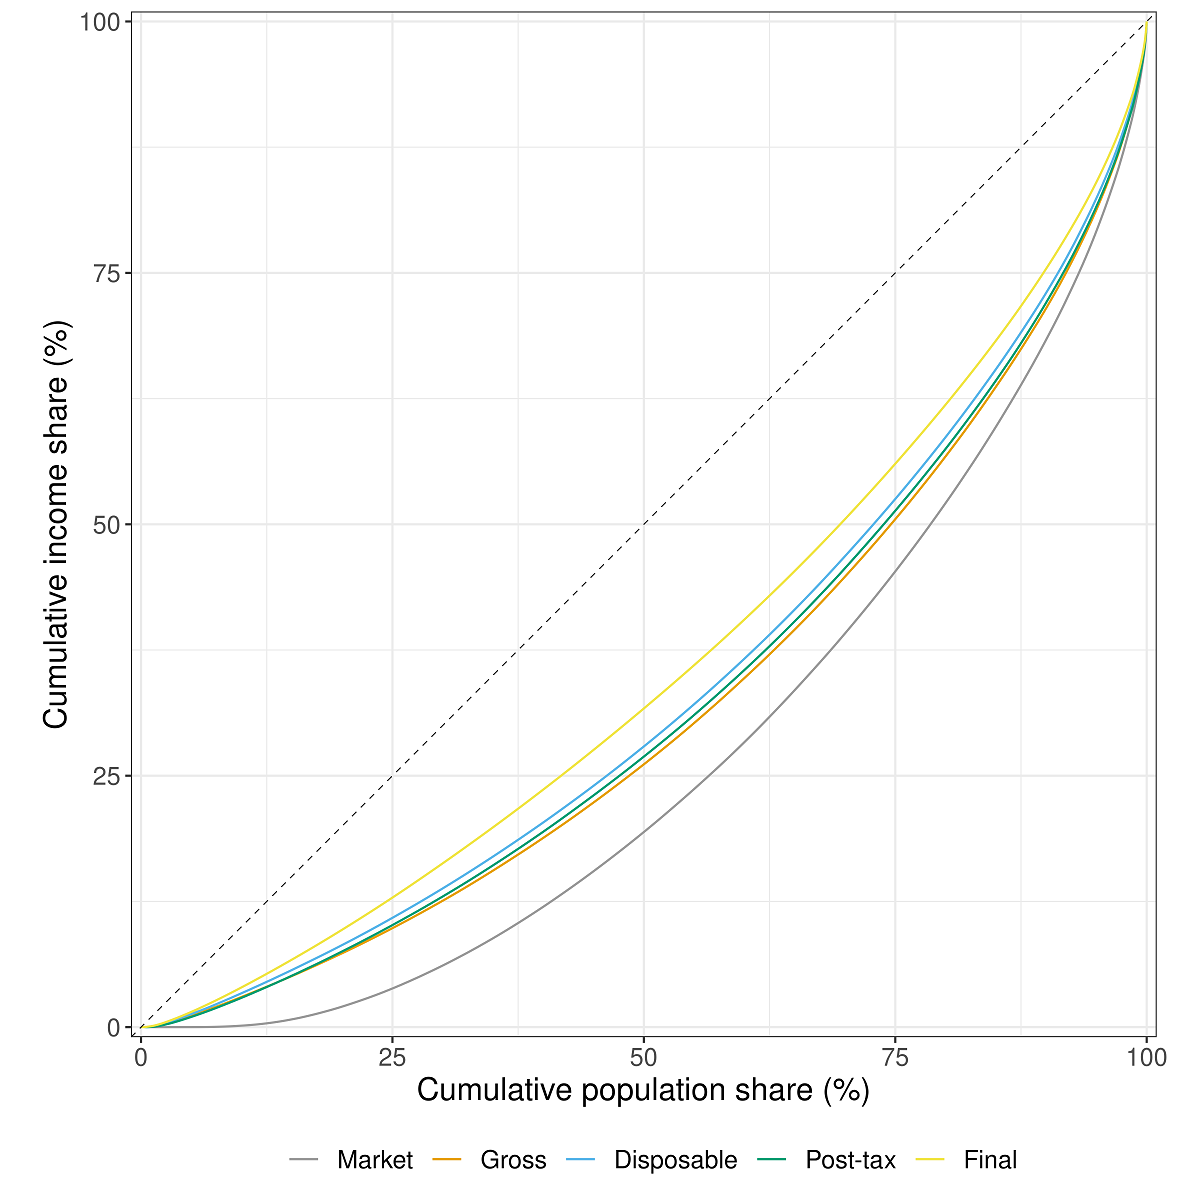 100
75
50
25
0
Cumulative income share (%)
0 25 50 75 100
Cumulative population share (%)
Market Gross Disposable Post-tax Final